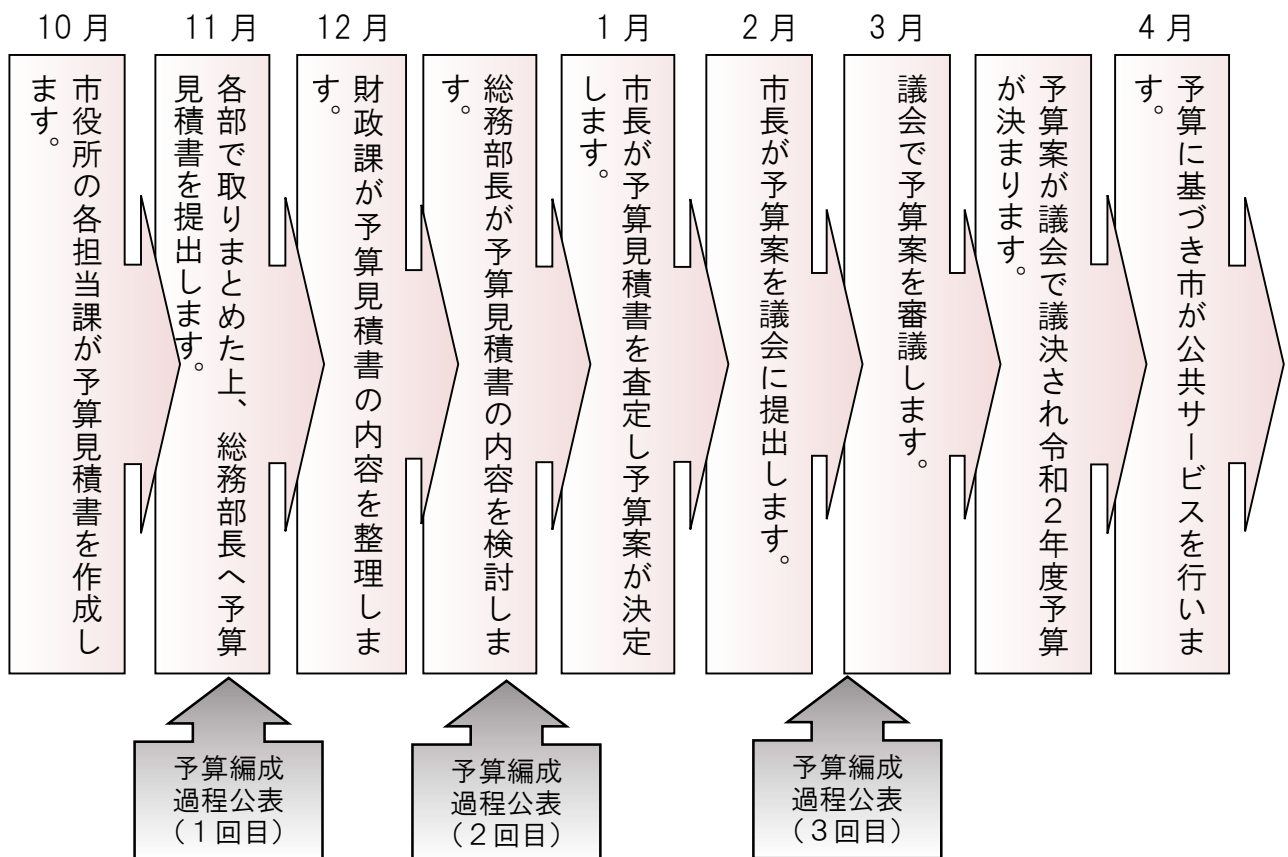 10月
11月
12月
1月
2月
3月
4月
市役所の各担当課が予算見積書を作成し
ます。
各部で取りまとめた上、総務部長へ予算
見積書を提出します。
財政課が予算見積書の内容を整理しま
す。
総務部長が予算見積書の内容を検討しま
す。
市長が予算見積書を査定し予算案が決定
します。
市長が予算案を議会に提出します。
議会で予算案を審議します。
予算案が議会で議決され令和2年度予算
が決まります。
予算に基づき市が公共サービスを行いま
す。
予算編成
過程公表
(1回目)
予算編成
過程公表
(2回目)
予算編成
過程公表
(3回目)